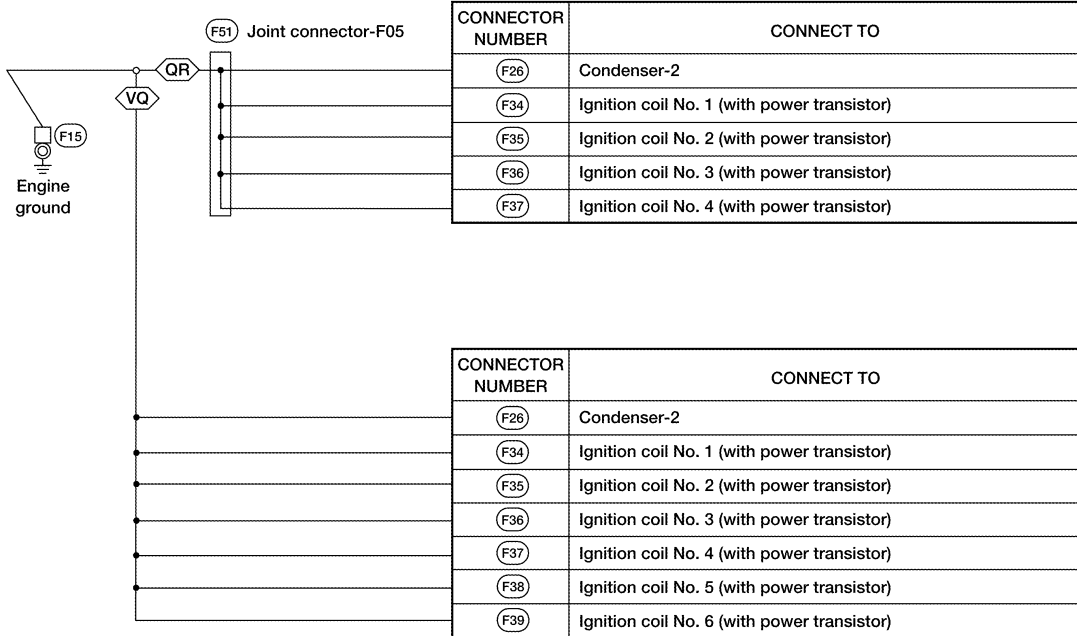 F51 Joint connector-F05
QR
VQ
F15
Engine
ground
CONNECTOR
NUMBER
CONNECT TO
F26 Condenser-2
F34 Ignition coil No. 1 (with power transistor)
F35 Ignition coil No. 2 (with power transistor)
F36 Ignition coil No. 3 (with power transistor)
F37 Ignition coil No. 4 (with power transistor)
CONNECTOR
NUMBER
CONNECT TO
F26 Condenser-2
F34 Ignition coil No. 1 (with power transistor)
F35 Ignition coil No. 2 (with power transistor)
F36 Ignition coil No. 3 (with power transistor)
F37 Ignition coil No. 4 (with power transistor)
F38 Ignition coil No. 5 (with power transistor)
F39 Ignition coil No. 6 (with power transistor)